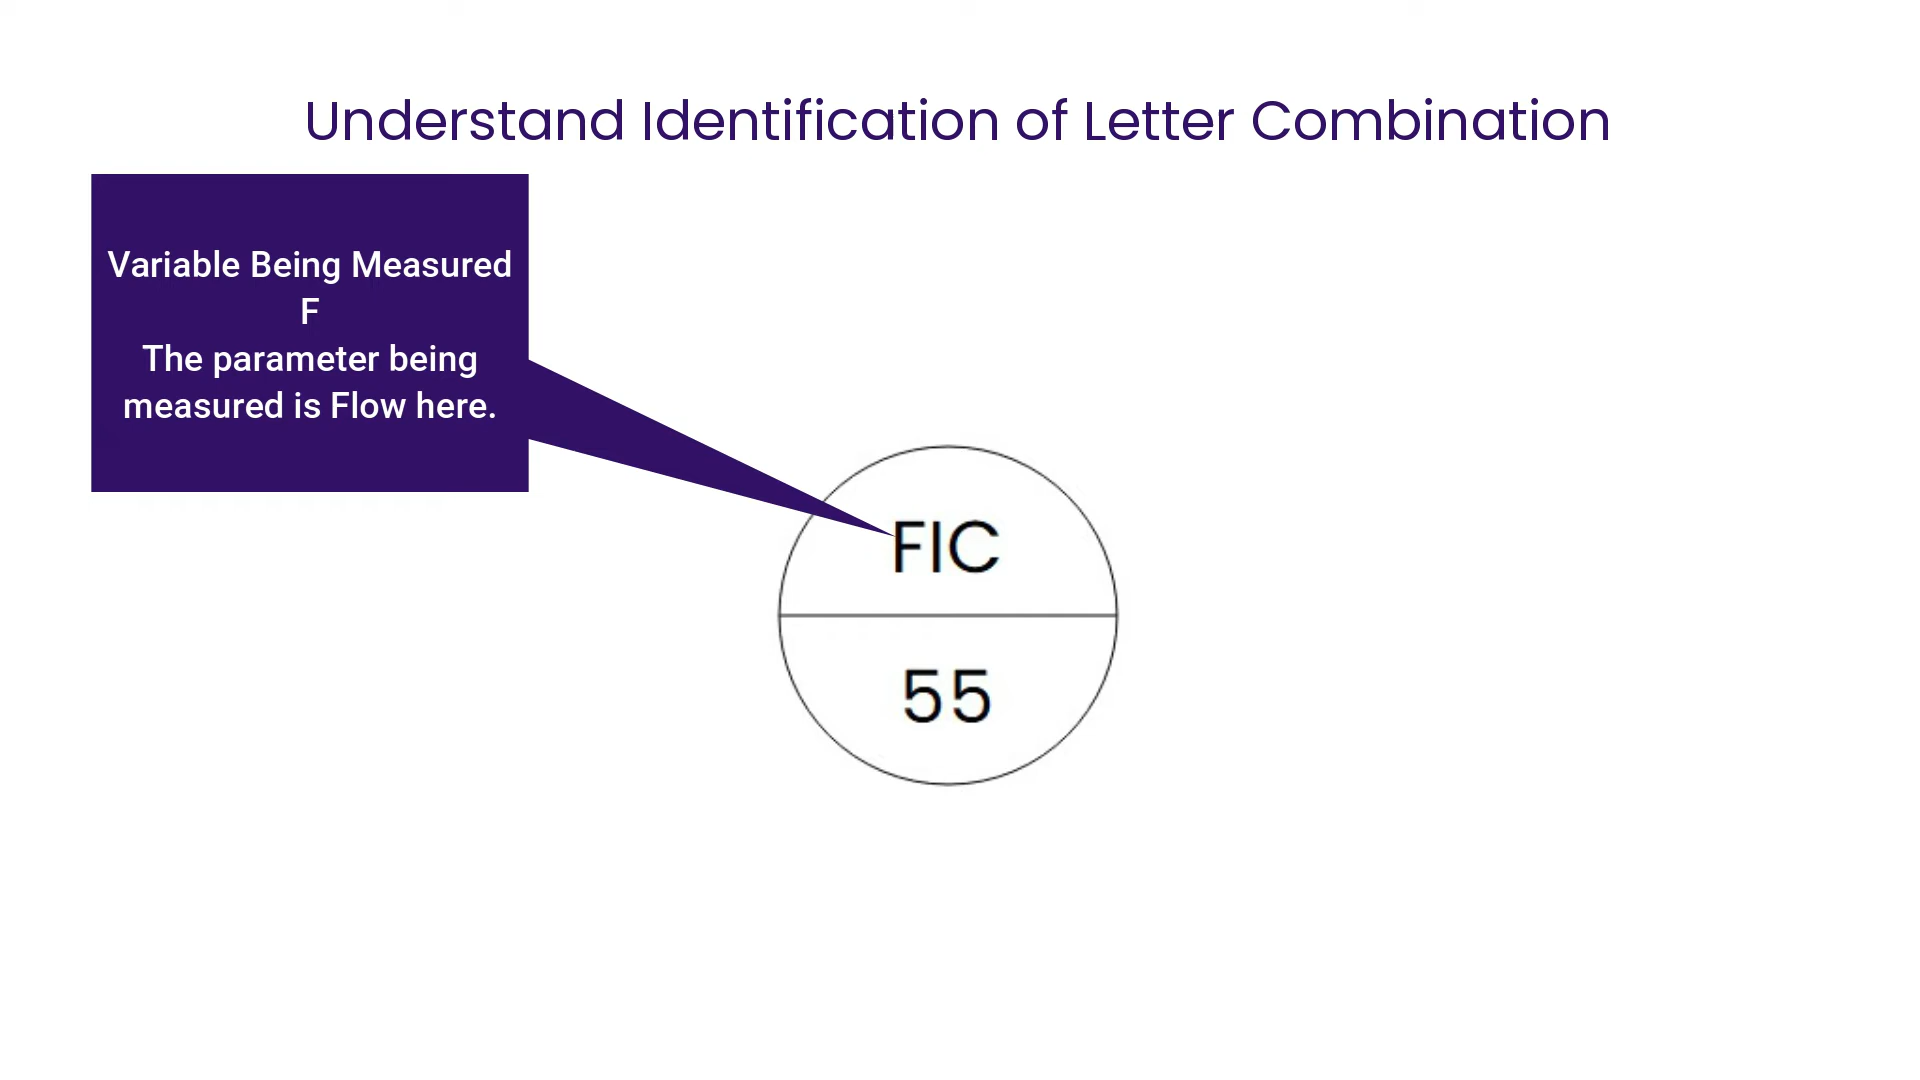 Understand Identification of Letter Combination
Variable Being Measured
F
The parameter being
measured is Flow here.
FIC
55